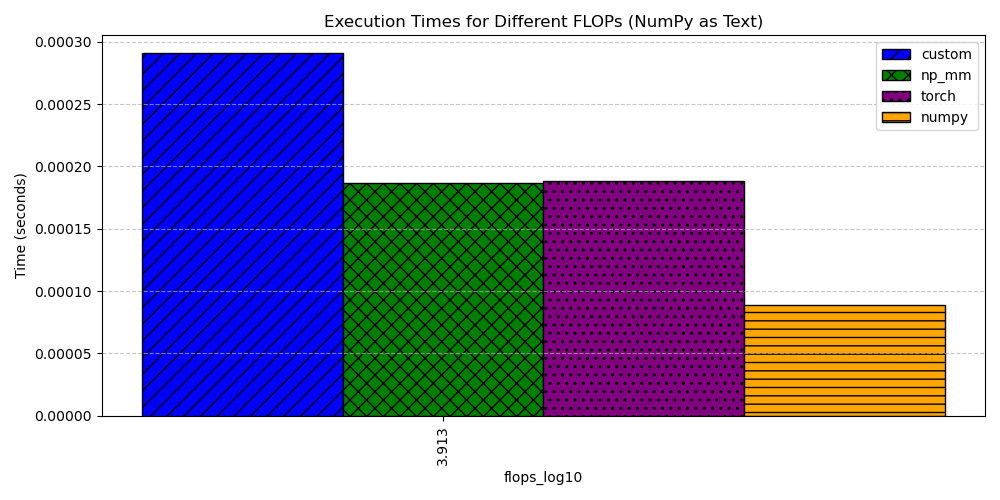 Execution Times for Different FLOPs (NumPy as Text)
0.00030
0.00025
0.00020
0.00015
0.00010
0.00005
0.00000
Time (seconds)
custom
np_mm
torch
numpy
3.913
flops_log10